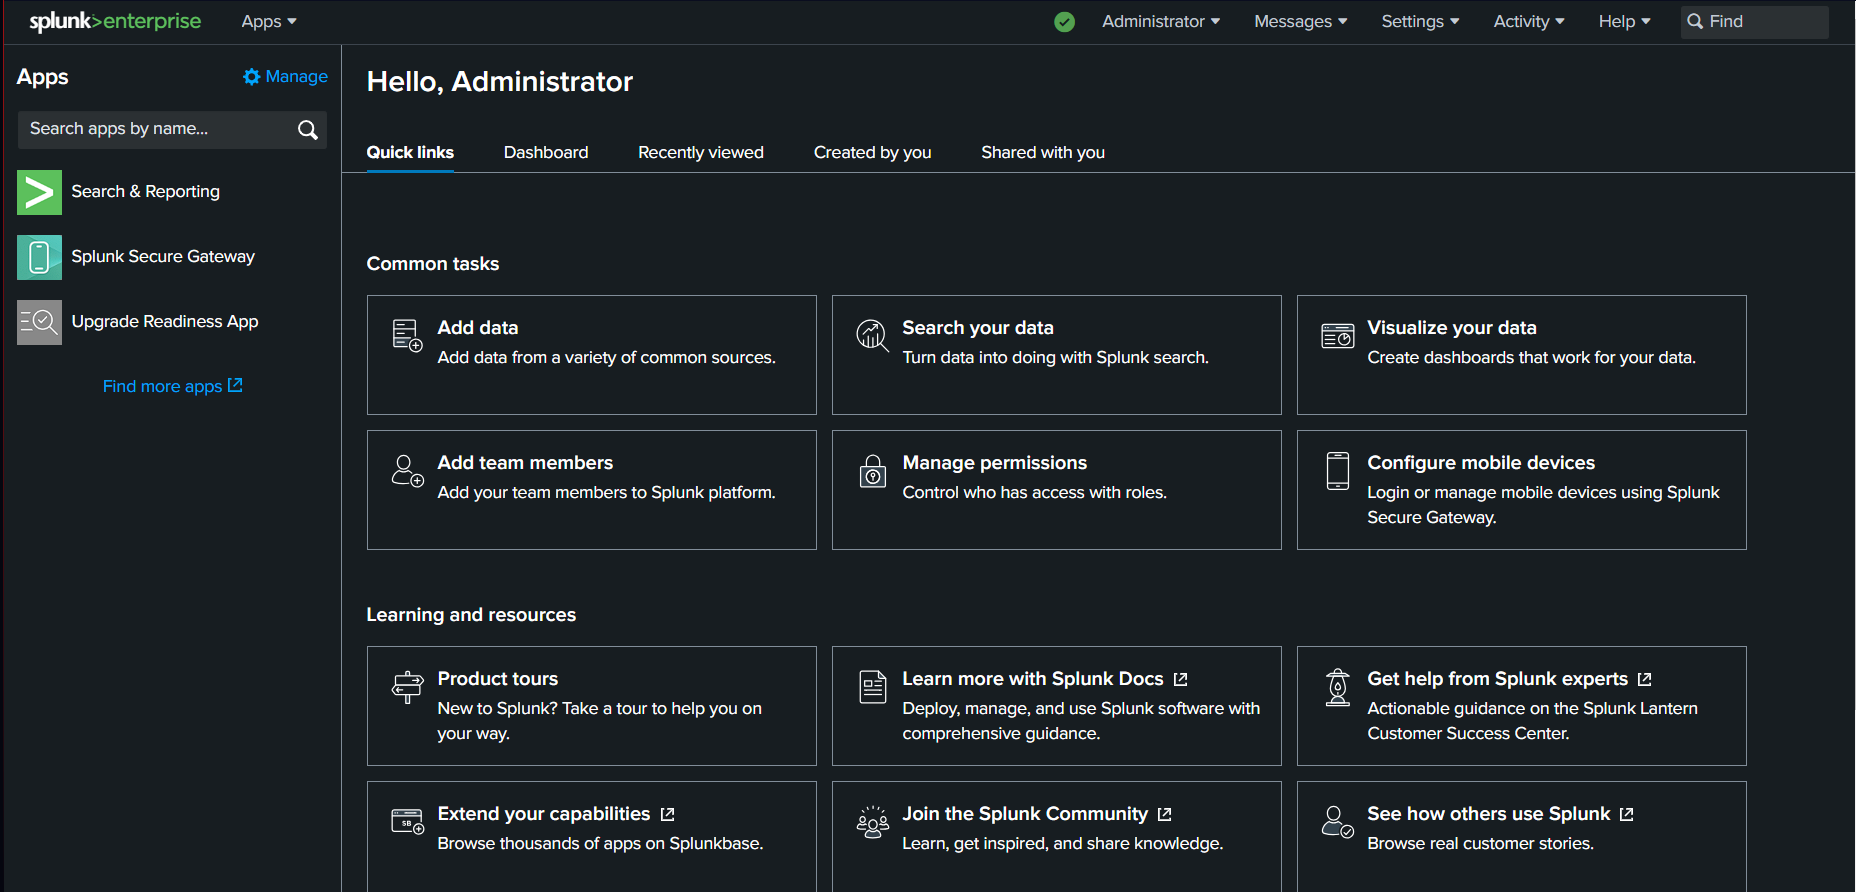 splunk>enterprise Apps Administrator Messages Settings Activity Help Find
Apps Manage
Search apps by name...
Search & Reporting
Splunk Secure Gateway
Upgrade Readiness App
Find more apps
Hello, Administrator
Quick links Dashboard Recently viewed Created by you Shared with you
Common tasks
Add data
Add data from a variety of common sources.
Search your data
Turn data into doing with Splunk search.
Visualize your data
Create dashboards that work for your data.
Add team members
Add your team members to Splunk platform.
Manage permissions
Control who has access with roles.
Configure mobile devices
Login or manage mobile devices using Splunk
Secure Gateway.
Learning and resources
Product tours
New to Splunk? Take a tour to help you on
your way.
Learn more with Splunk Docs
Deploy, manage, and use Splunk software with
comprehensive guidance.
Get help from Splunk experts
Actionable guidance on the Splunk Lantern
Customer Success Center.
SB
Extend your capabilities
Browse thousands of apps on Splunkbase.
Join the Splunk Community
Learn, get inspired, and share knowledge.
See how others use Splunk
Browse real customer stories.